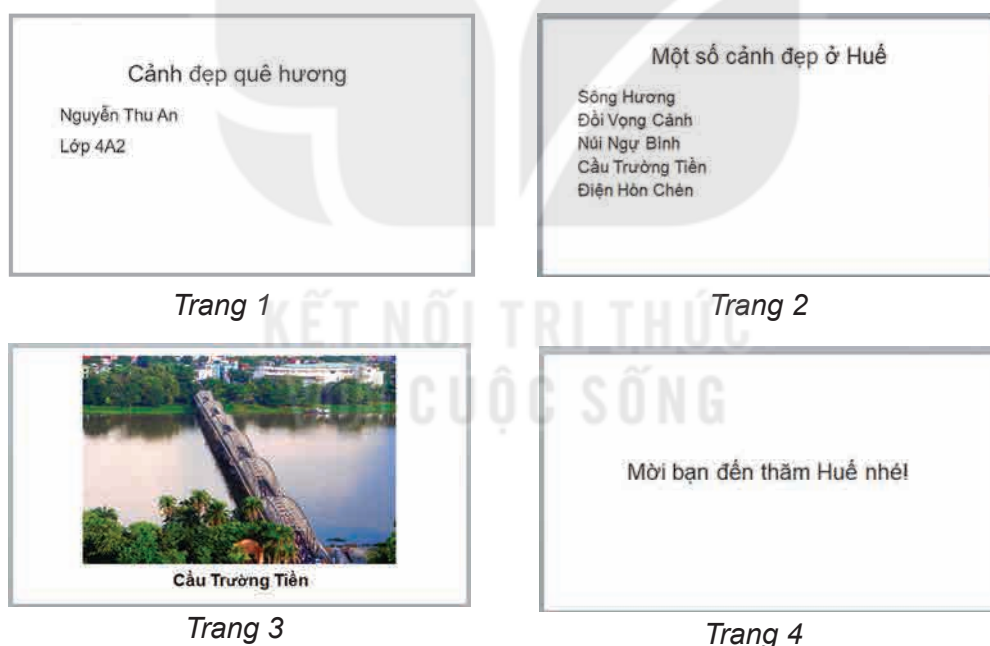 Cảnh đẹp quê hương
Nguyễn Thu An
Lớp 4A2
Trang 1
Một số cảnh đẹp ở Huế
Sông Hương
Đồi Vọng Cảnh
Núi Ngự Bình
Cầu Trường Tiền
Điện Hòn Chén
Trang 2
KẾT NỐI TRI THỨC
CUỘC SỐNG
Cầu Trường Tiền
Trang 3
Mời bạn đến thăm Huế nhé!
Trang 4